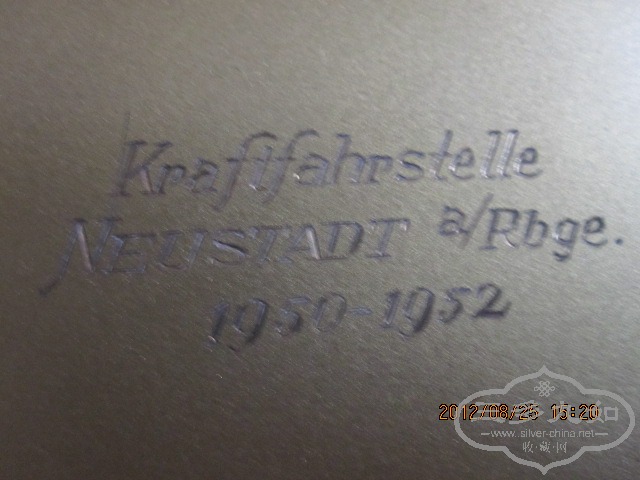 Kraftfahrstelle
NEUSTADT a/Rbge.
1950-1952
2012/08/25 15:20
www.silver-china.net
收·藏·网